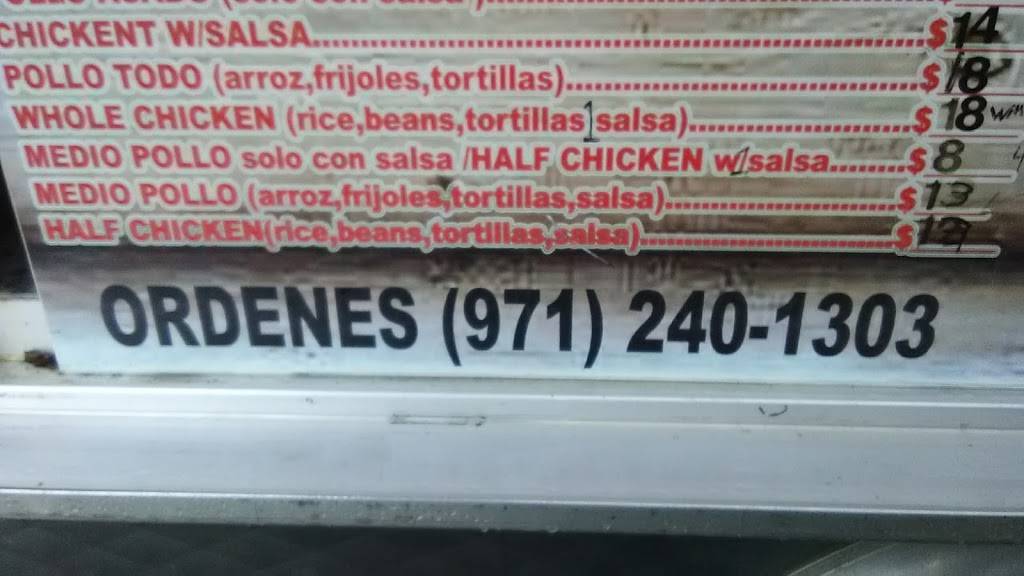 CHICKENT W/SALSA $14
POLLO TODO (arroz,frijoles,tortillas) $18
WHOLE CHICKEN (rice,beans,tortillas 1 salsa) $18
MEDIO POLLO solo con salsa /HALF CHICKEN w1salsa $8
MEDIO POLLO (arroz,frijoles,tortillas,salsa) $13
HALF CHICKEN(rice,beans,tortillas,salsa) $
ORDENES (971) 240-1303